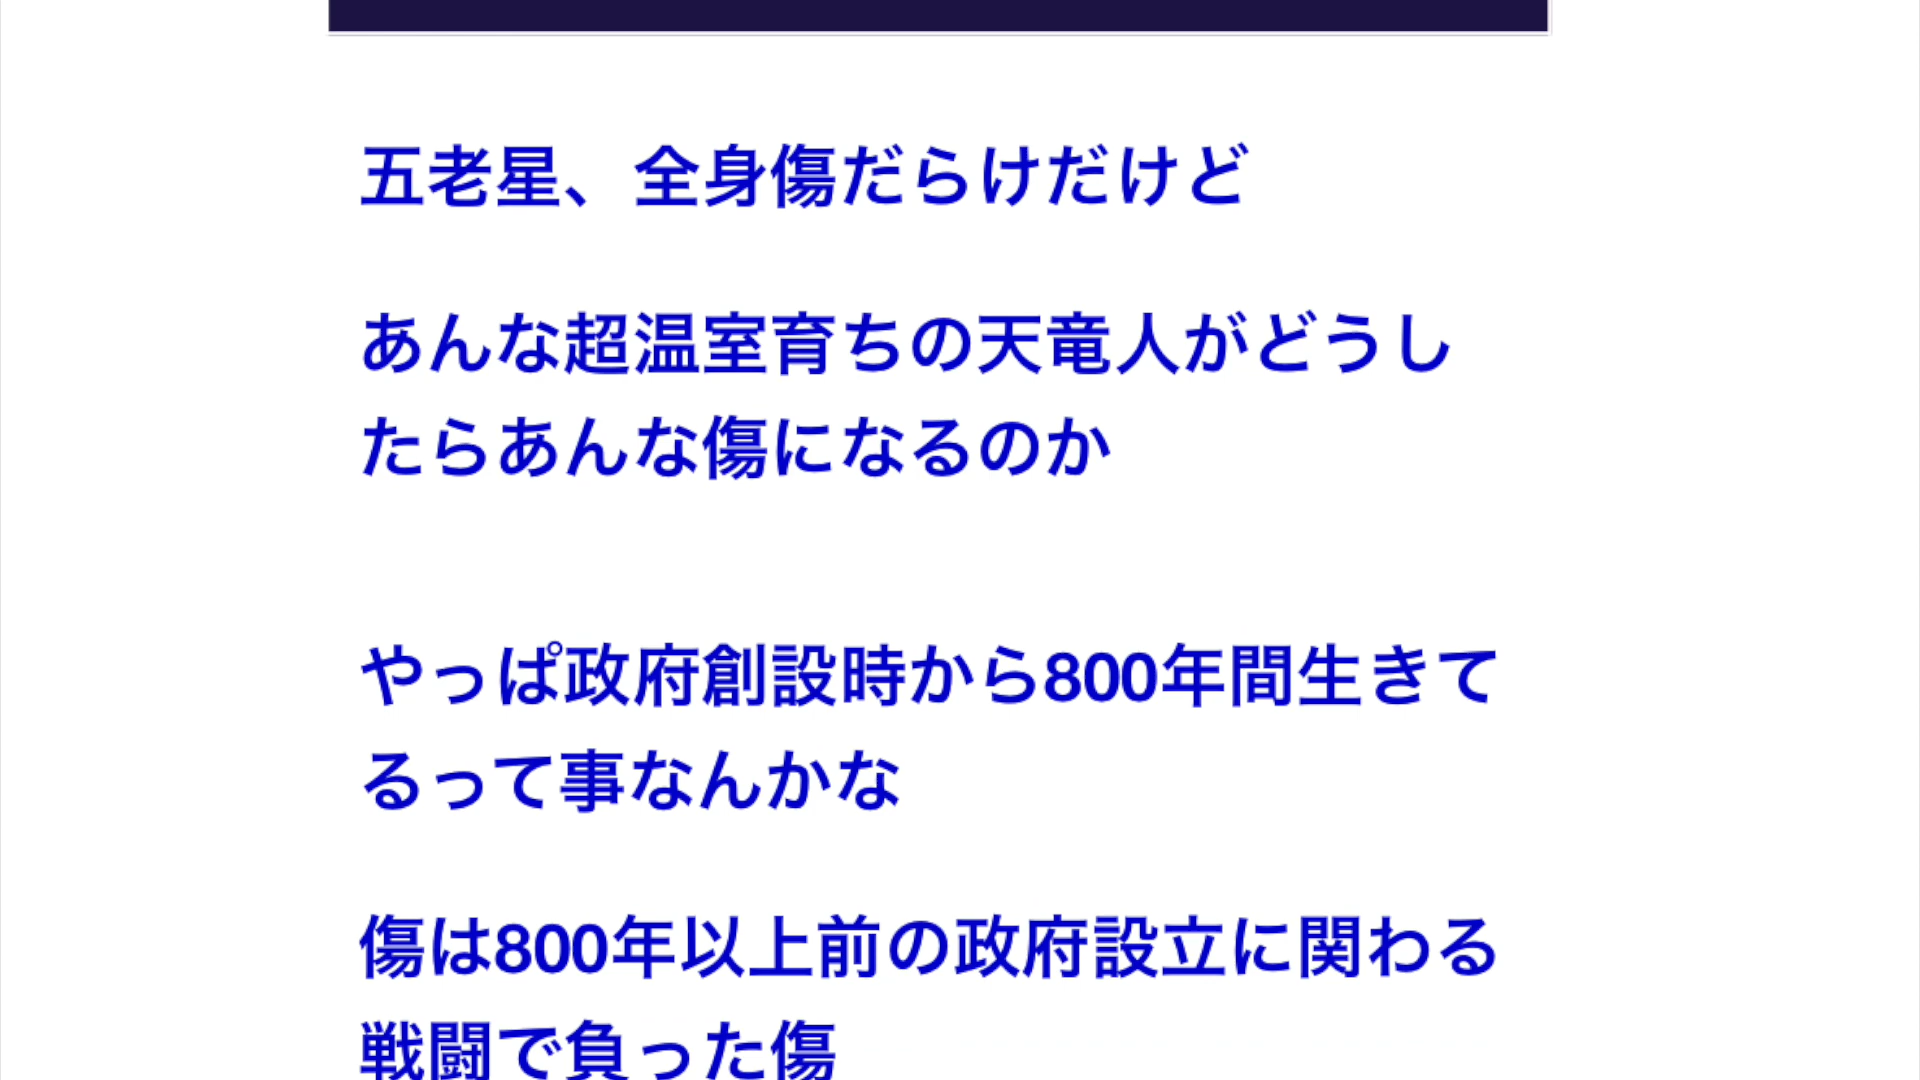 五老星、全身傷だらけだけど
あんな超温室育ちの天竜人がどうし
たらあんな傷になるのか
やっぱ政府創設時から800年間生きて
るって事なんかな
傷は800年以上前の政府設立に関わる
戦闘で負った傷